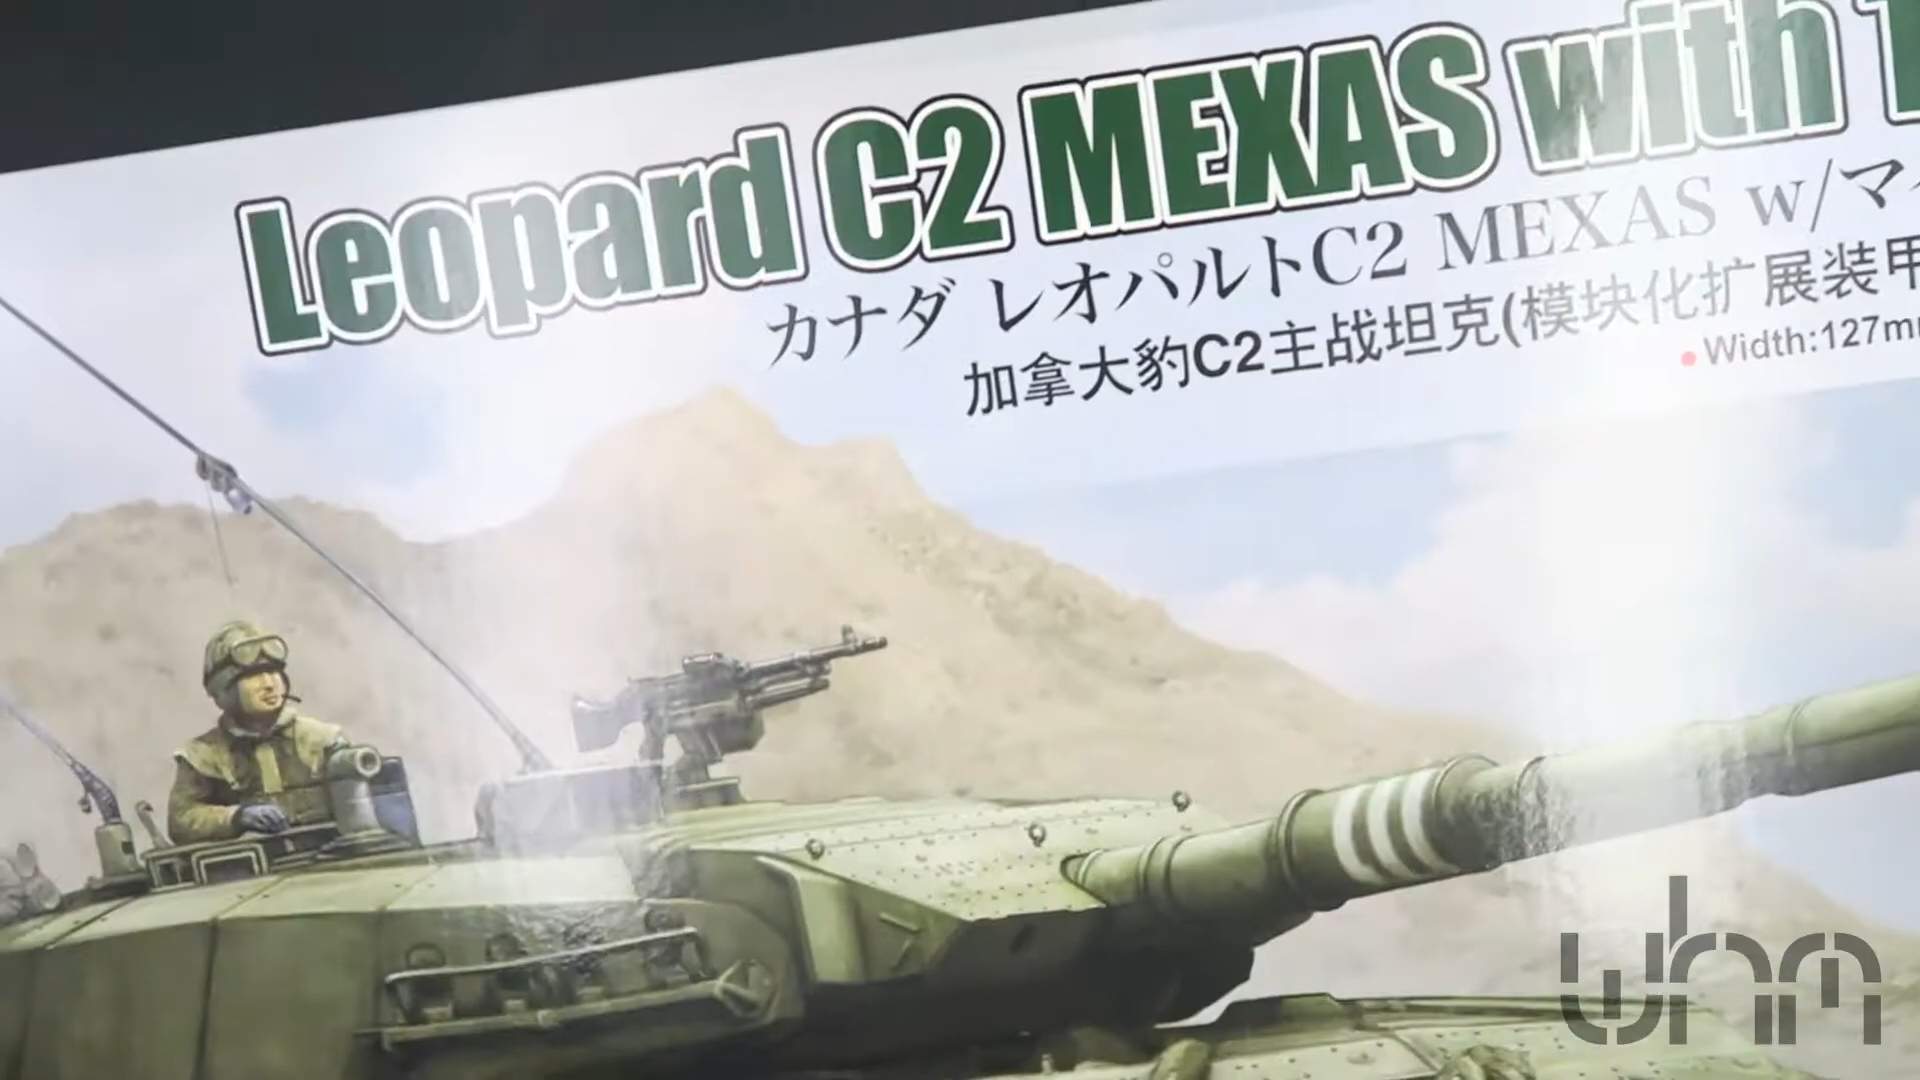 Leopard C2 MEXAS with
カナダ レオパルトC2 MEXAS w/マ
加拿大豹C2主战坦克(模块化扩展装甲
Width:127m
whm